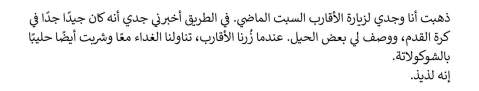 ذهبت أنا وجدي لزيارة الأقارب السبت الماضي. في الطريق أخبرني جدي أنه كان جيدًا جدًا في
كرة القدم، ووصف لي بعض الحيل. عندما زُرنا الأقارب، تناولنا الغداء معًا وشربت أيضًا حليبًا
بالشوكولاتة.
إنه لذيذ.